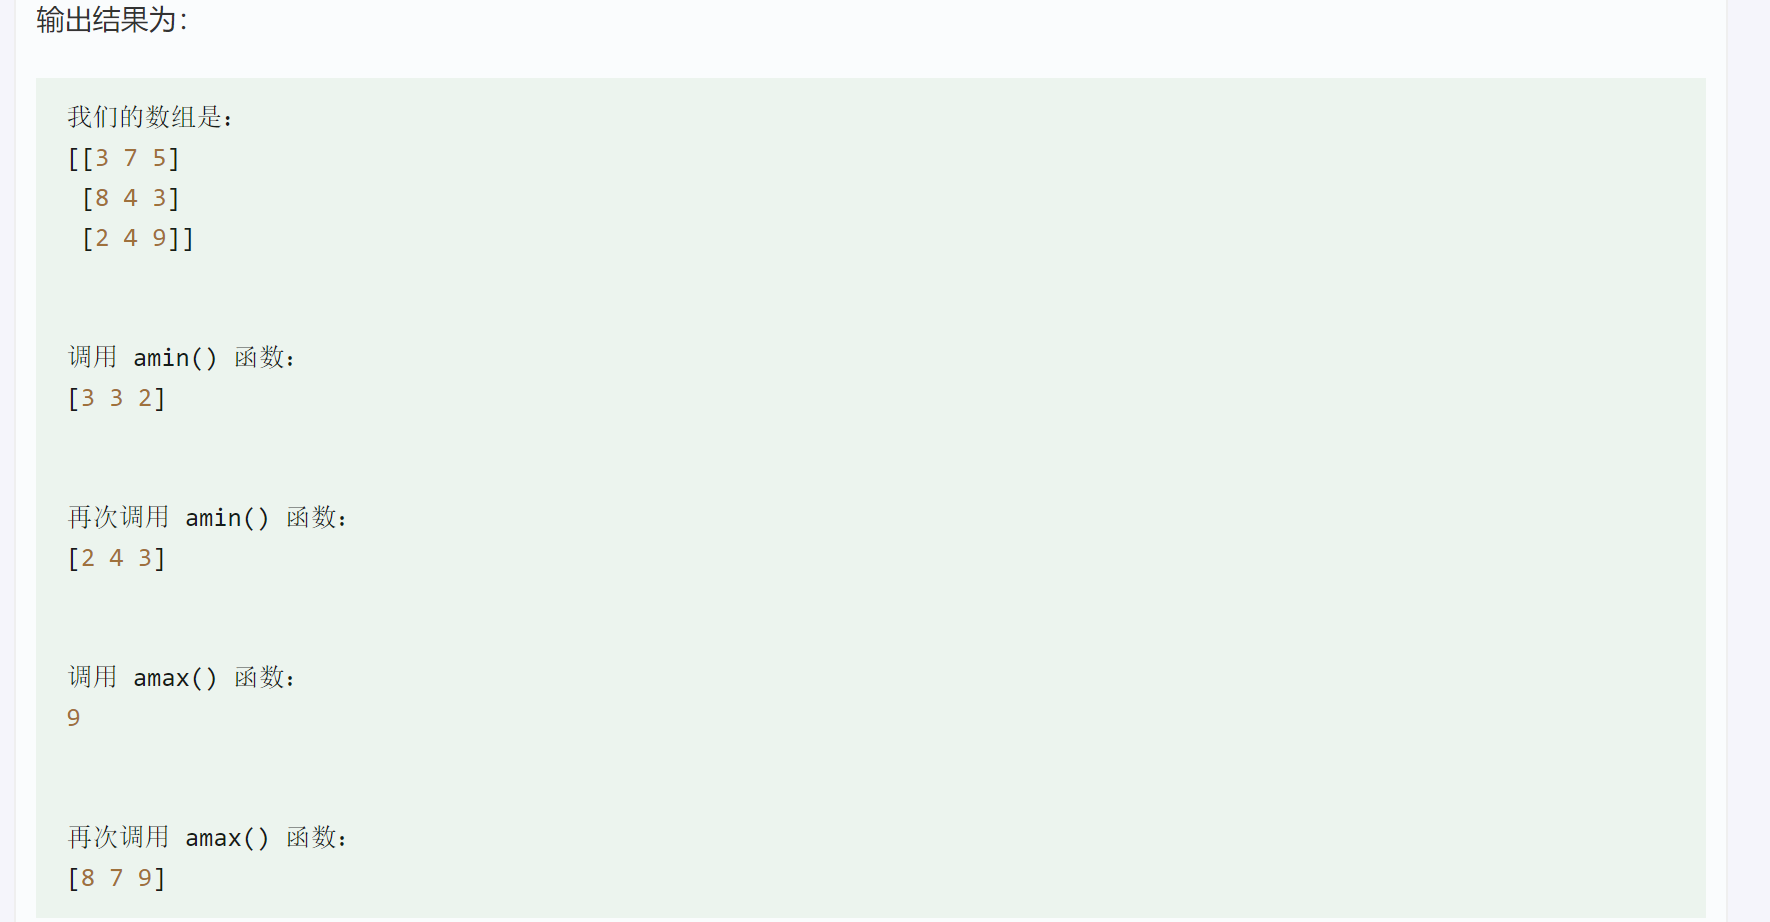 输出结果为：
我们的数组是：
[[3 7 5]
 [8 4 3]
 [2 4 9]]
调用 amin() 函数：
[3 3 2]
再次调用 amin() 函数：
[2 4 3]
调用 amax() 函数：
9
再次调用 amax() 函数：
[8 7 9]